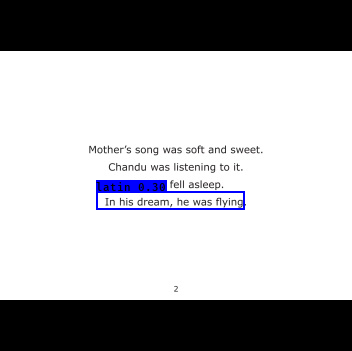 Mother's song was soft and sweet.
Chandu was listening to it.
fell asleep.
In his dream, he was flying.
2